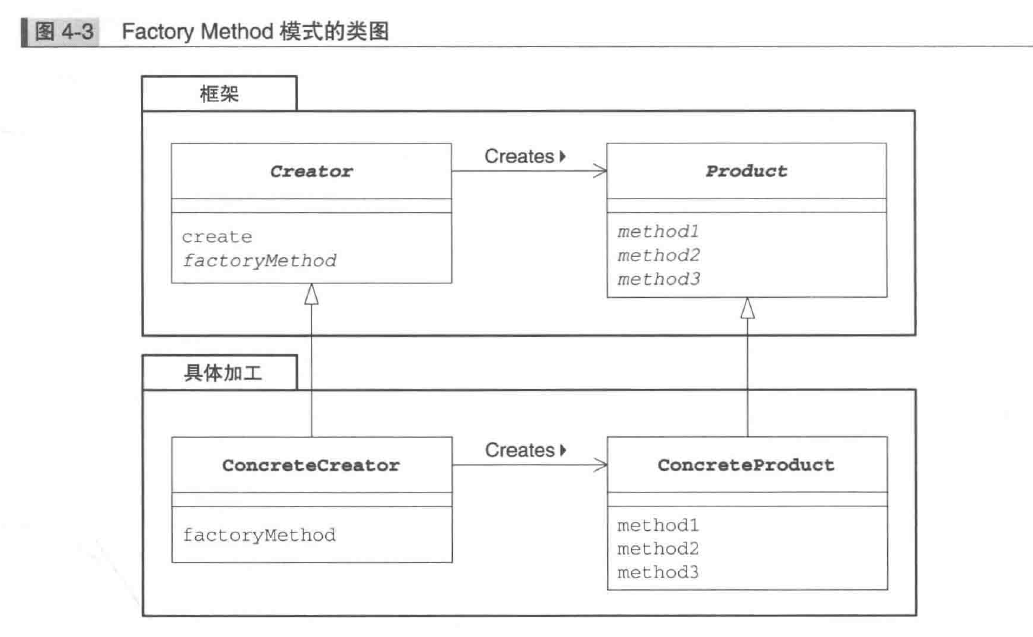 图 4-3 Factory Method 模式的类图
框架
Creator
Creates
Product
create
factoryMethod
method1
method2
method3
具体加工
ConcreteCreator
Creates
ConcreteProduct
factoryMethod
method1
method2
method3